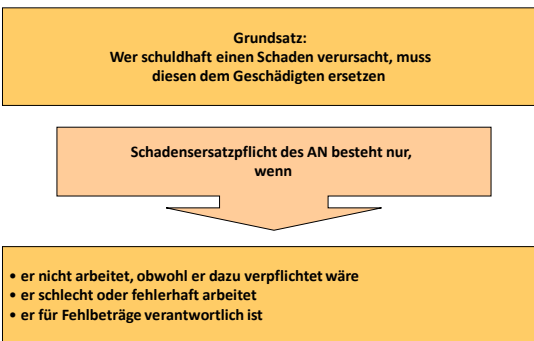 Grundsatz:
Wer schuldhaft einen Schaden verursacht, muss
diesen dem Geschädigten ersetzen
Schadensersatzpflicht des AN besteht nur,
wenn
• er nicht arbeitet, obwohl er dazu verpflichtet wäre
• er schlecht oder fehlerhaft arbeitet
• er für Fehlbeträge verantwortlich ist